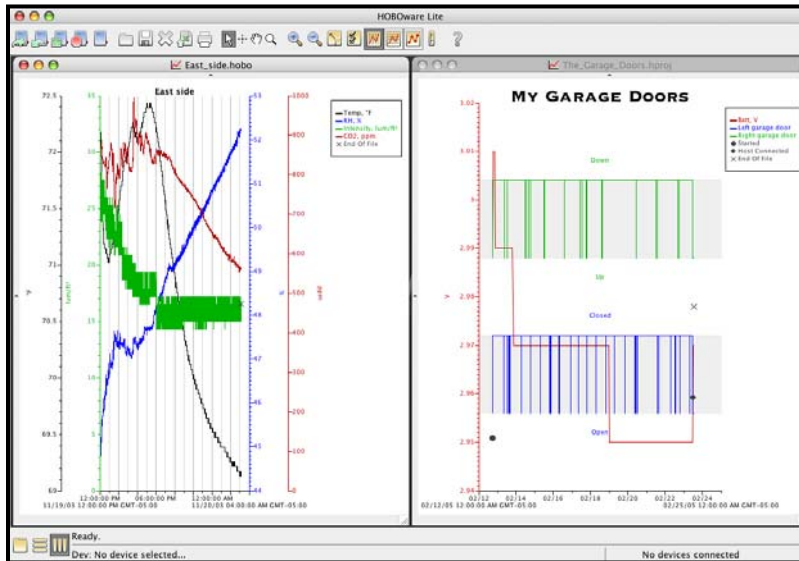 HOBOware Lite
East_side.hobo
East side
72.5
72
71.5
71
70.5
70
69.5
69
°F
35
30
25
20
15
10
5
0
lum/ft²
53
52
51
50
49
48
47
46
45
44
%
1000
900
800
700
600
500
400
300
200
100
0
ppm
Temp, °F
RH, %
Intensity, lum/ft²
CO2, ppm
End Of File
12:00:00 PM
06:00:00 PM
12:00:00 AM
11/19/05 12:00:00 PM GMT-05:00
11/20/05 04:00:00 AM GMT-05:00
The_Garage_Doors.hproj
My Garage Doors
3.02
3.01
3
2.99
2.98
2.97
2.96
2.95
2.94
V
Batt, V
Left garage door
Right garage door
Started
Host Connected
End Of File
Down
Up
Closed
Open
02/12
02/14
02/16
02/18
02/20
02/22
02/24
02/12/05 12:00:00 AM GMT-05:00
02/25/05 12:00:00 AM GMT-05:00
Ready.
Dev: No device selected...
No devices connected